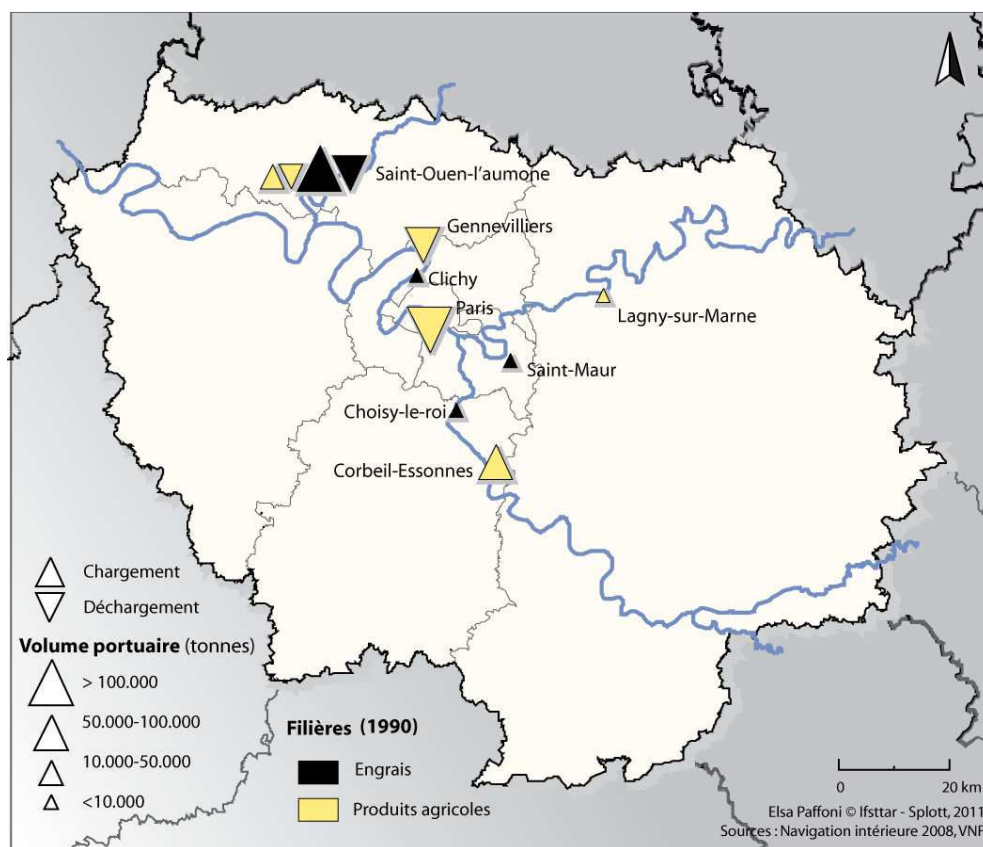 Saint-Ouen-l'aumone
Gennevilliers
Clichy
Paris
Lagny-sur-Marne
Saint-Maur
Choisy-le-roi
Corbeil-Essonnes
Chargement
Déchargement
Volume portuaire (tonnes)
> 100.000
50.000-100.000
10.000-50.000
<10.000
Filières (1990)
Engrais
Produits agricoles
0 20 km
Elsa Paffoni © Ifsttar - Splott, 2011
Sources : Navigation intérieure 2008, VNF